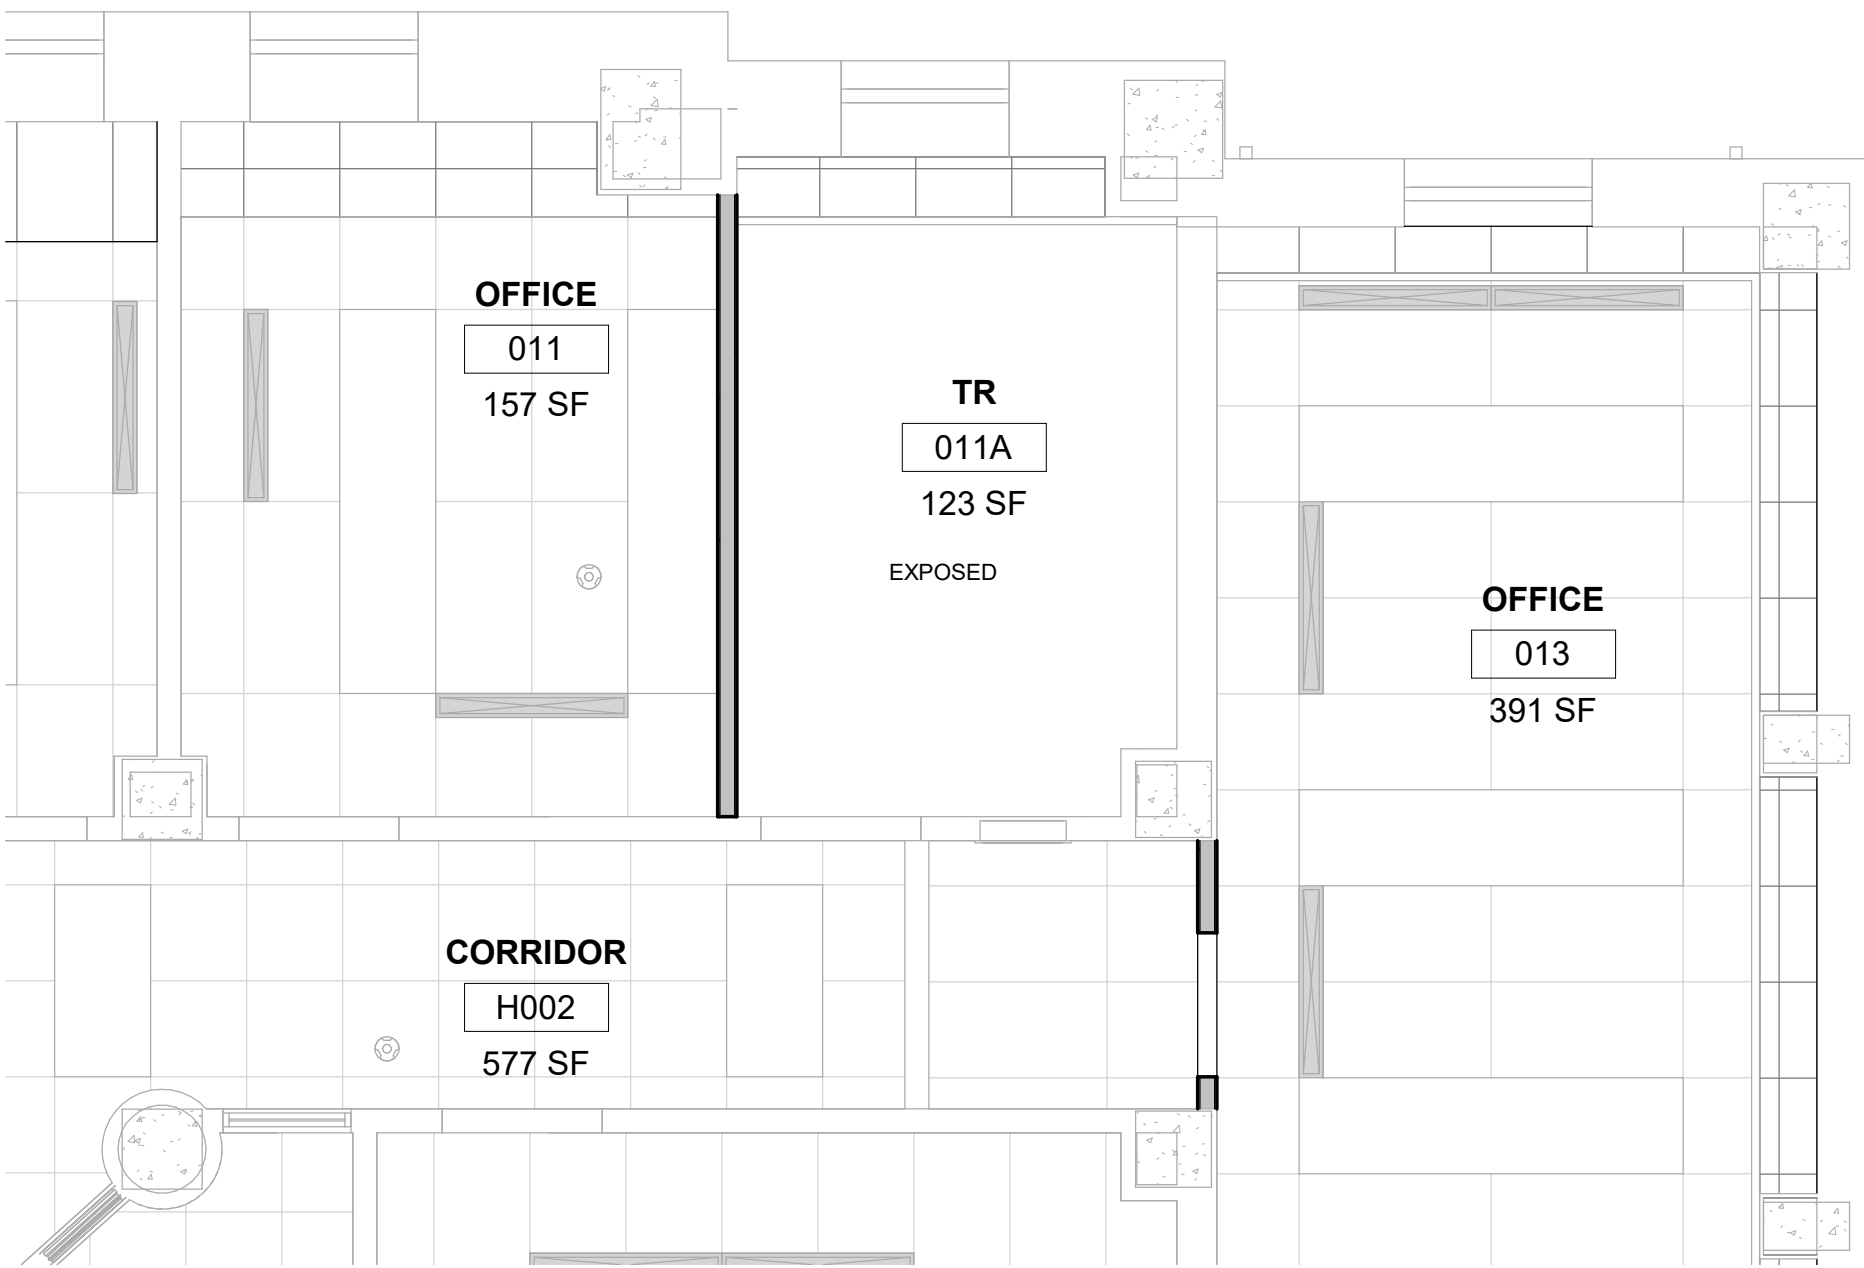 OFFICE
011
157 SF
TR
011A
123 SF
EXPOSED
OFFICE
013
391 SF
CORRIDOR
H002
577 SF